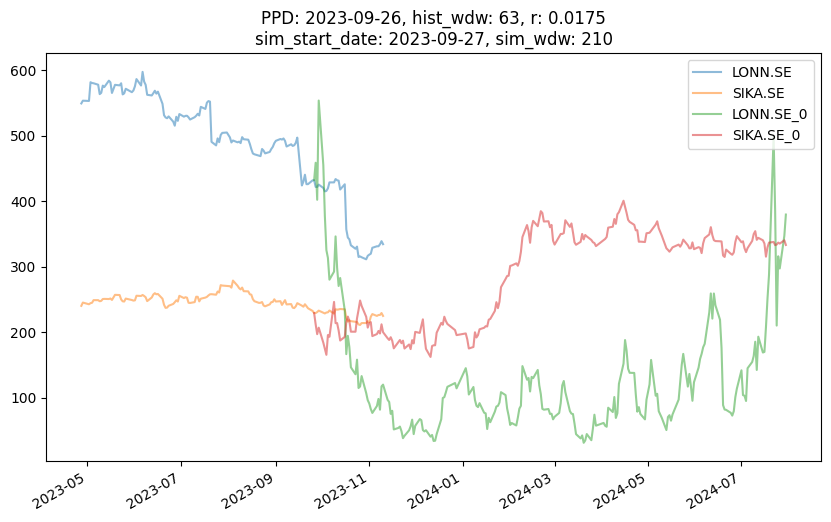 PPD: 2023-09-26, hist_wdw: 63, r: 0.0175
sim_start_date: 2023-09-27, sim_wdw: 210
LONN.SE
SIKA.SE
LONN.SE_0
SIKA.SE_0
600
500
400
300
200
100
2023-05
2023-07
2023-09
2023-11
2024-01
2024-03
2024-05
2024-07